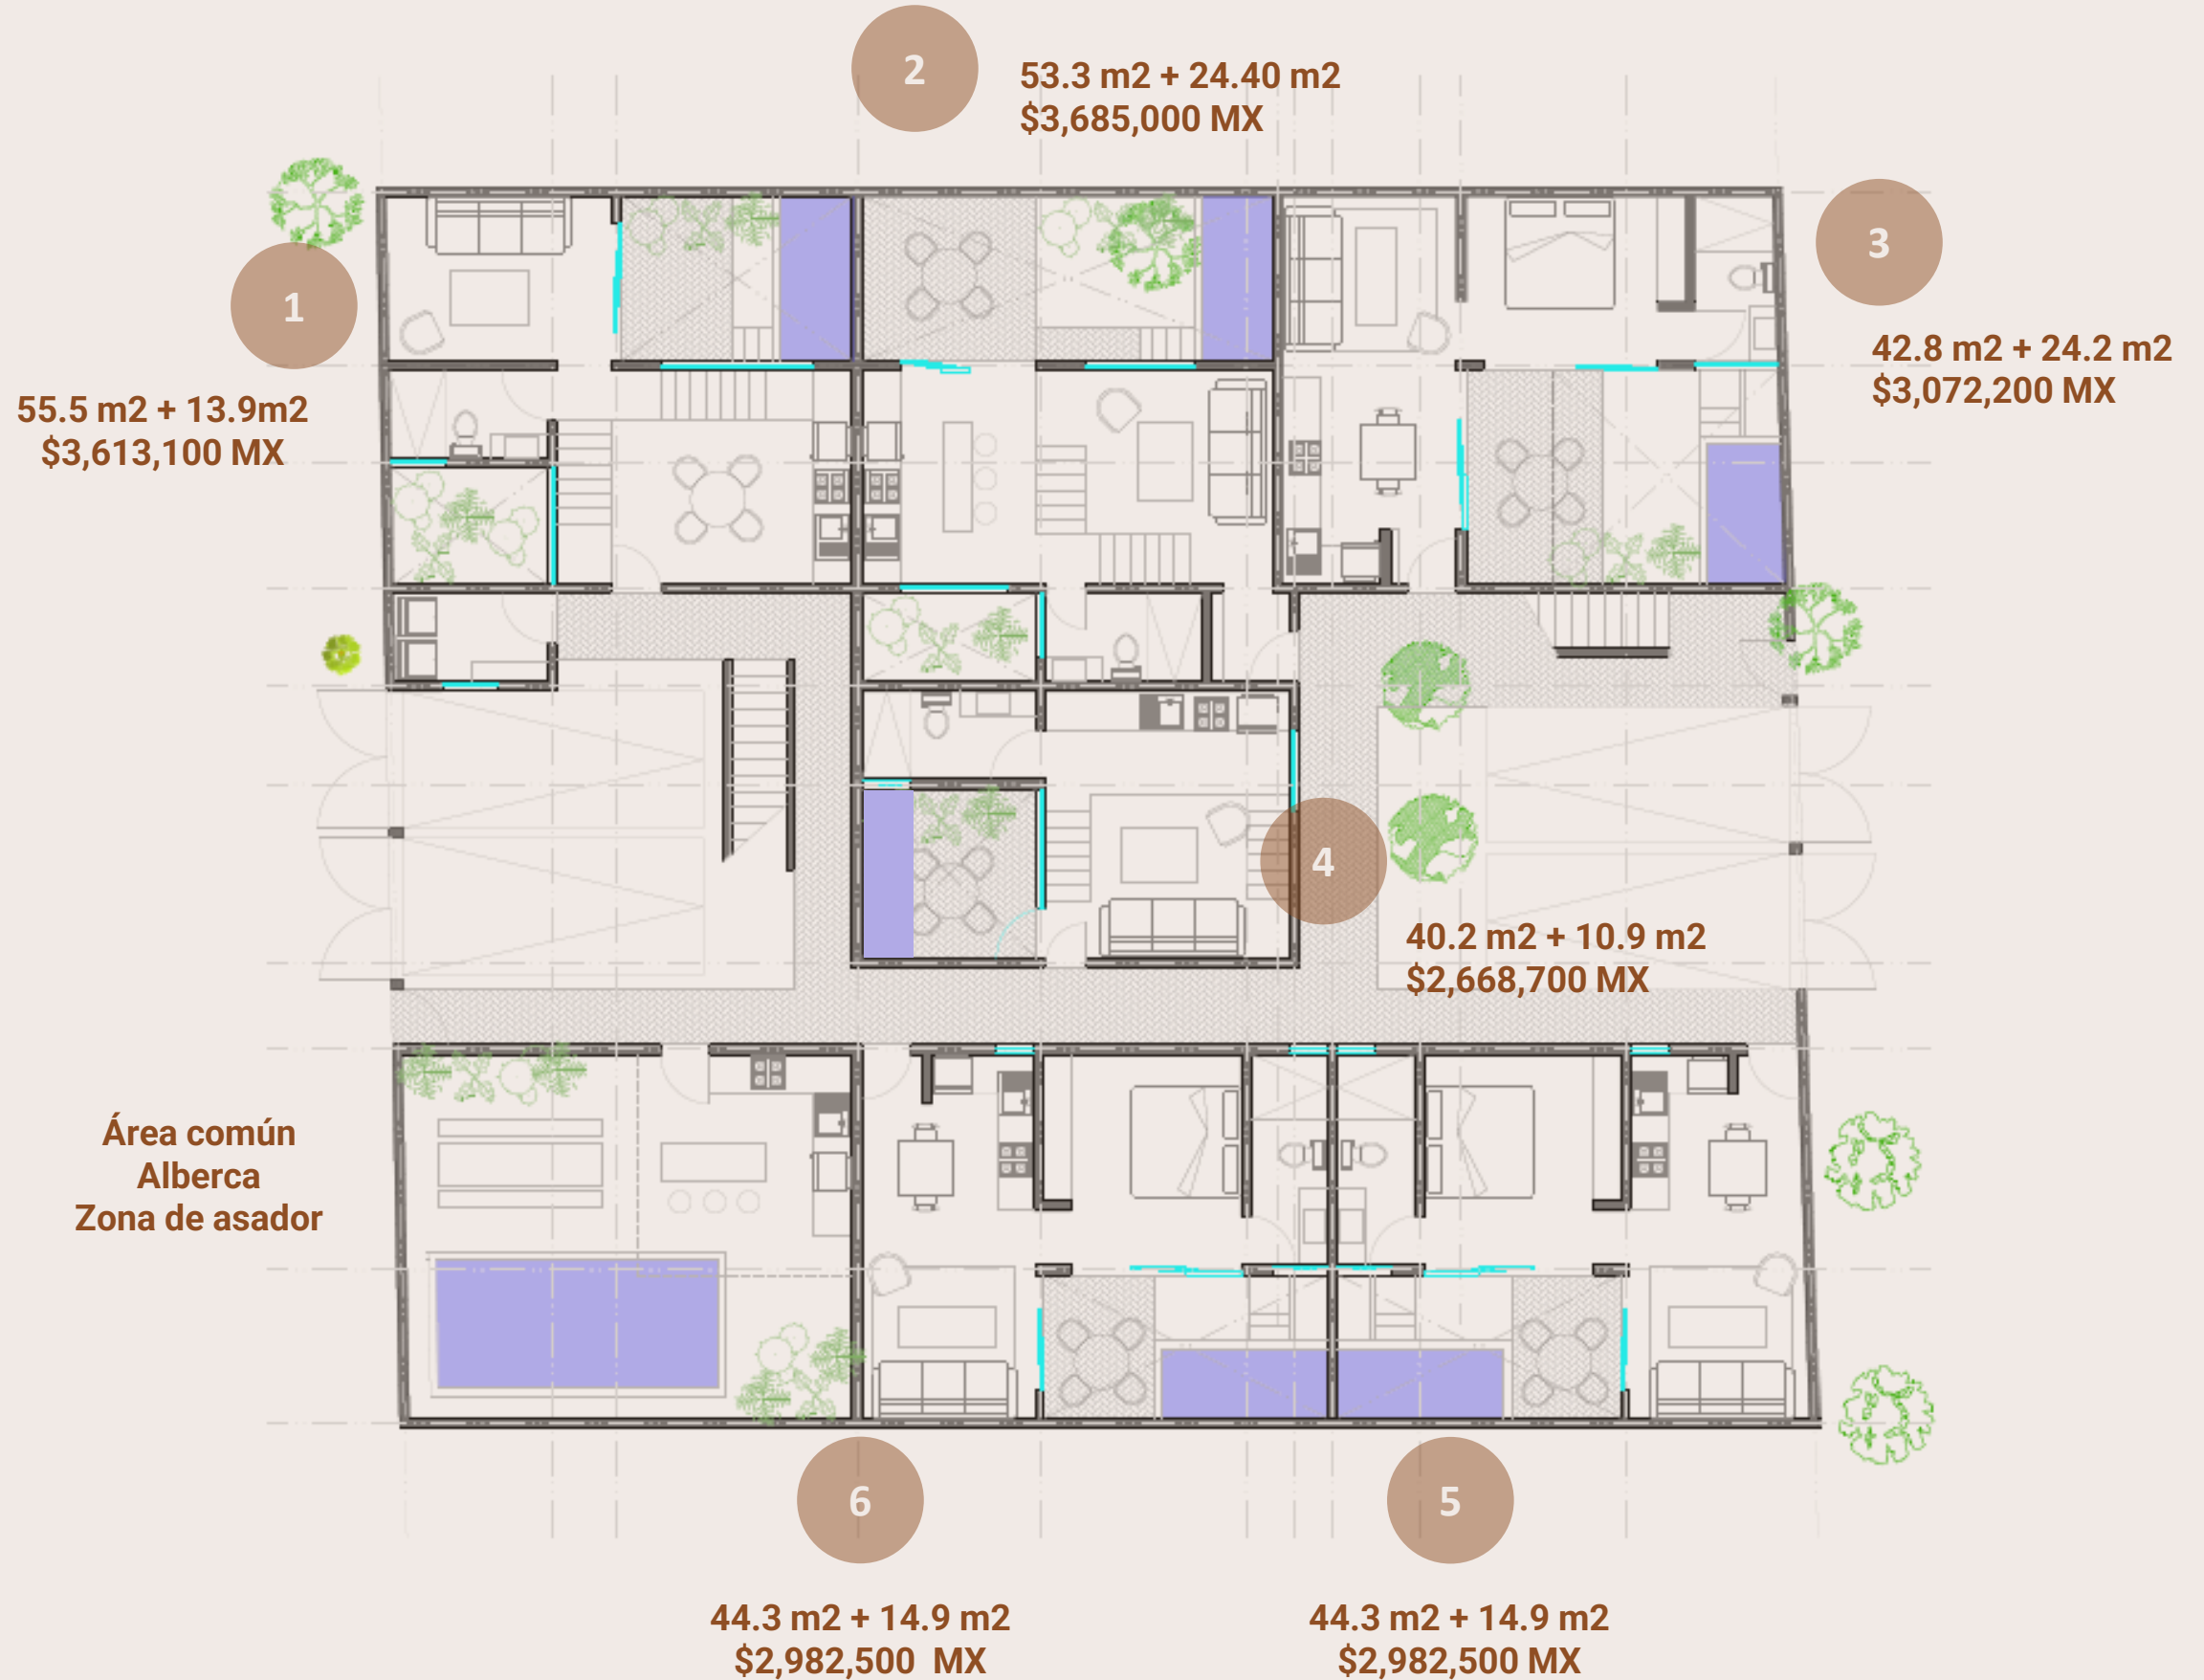 2
53.3 m2 + 24.40 m2
$3,685,000 MX
1
55.5 m2 + 13.9m2
$3,613,100 MX
3
42.8 m2 + 24.2 m2
$3,072,200 MX
4
40.2 m2 + 10.9 m2
$2,668,700 MX
Área común
Alberca
Zona de asador
6
44.3 m2 + 14.9 m2
$2,982,500 MX
5
44.3 m2 + 14.9 m2
$2,982,500 MX